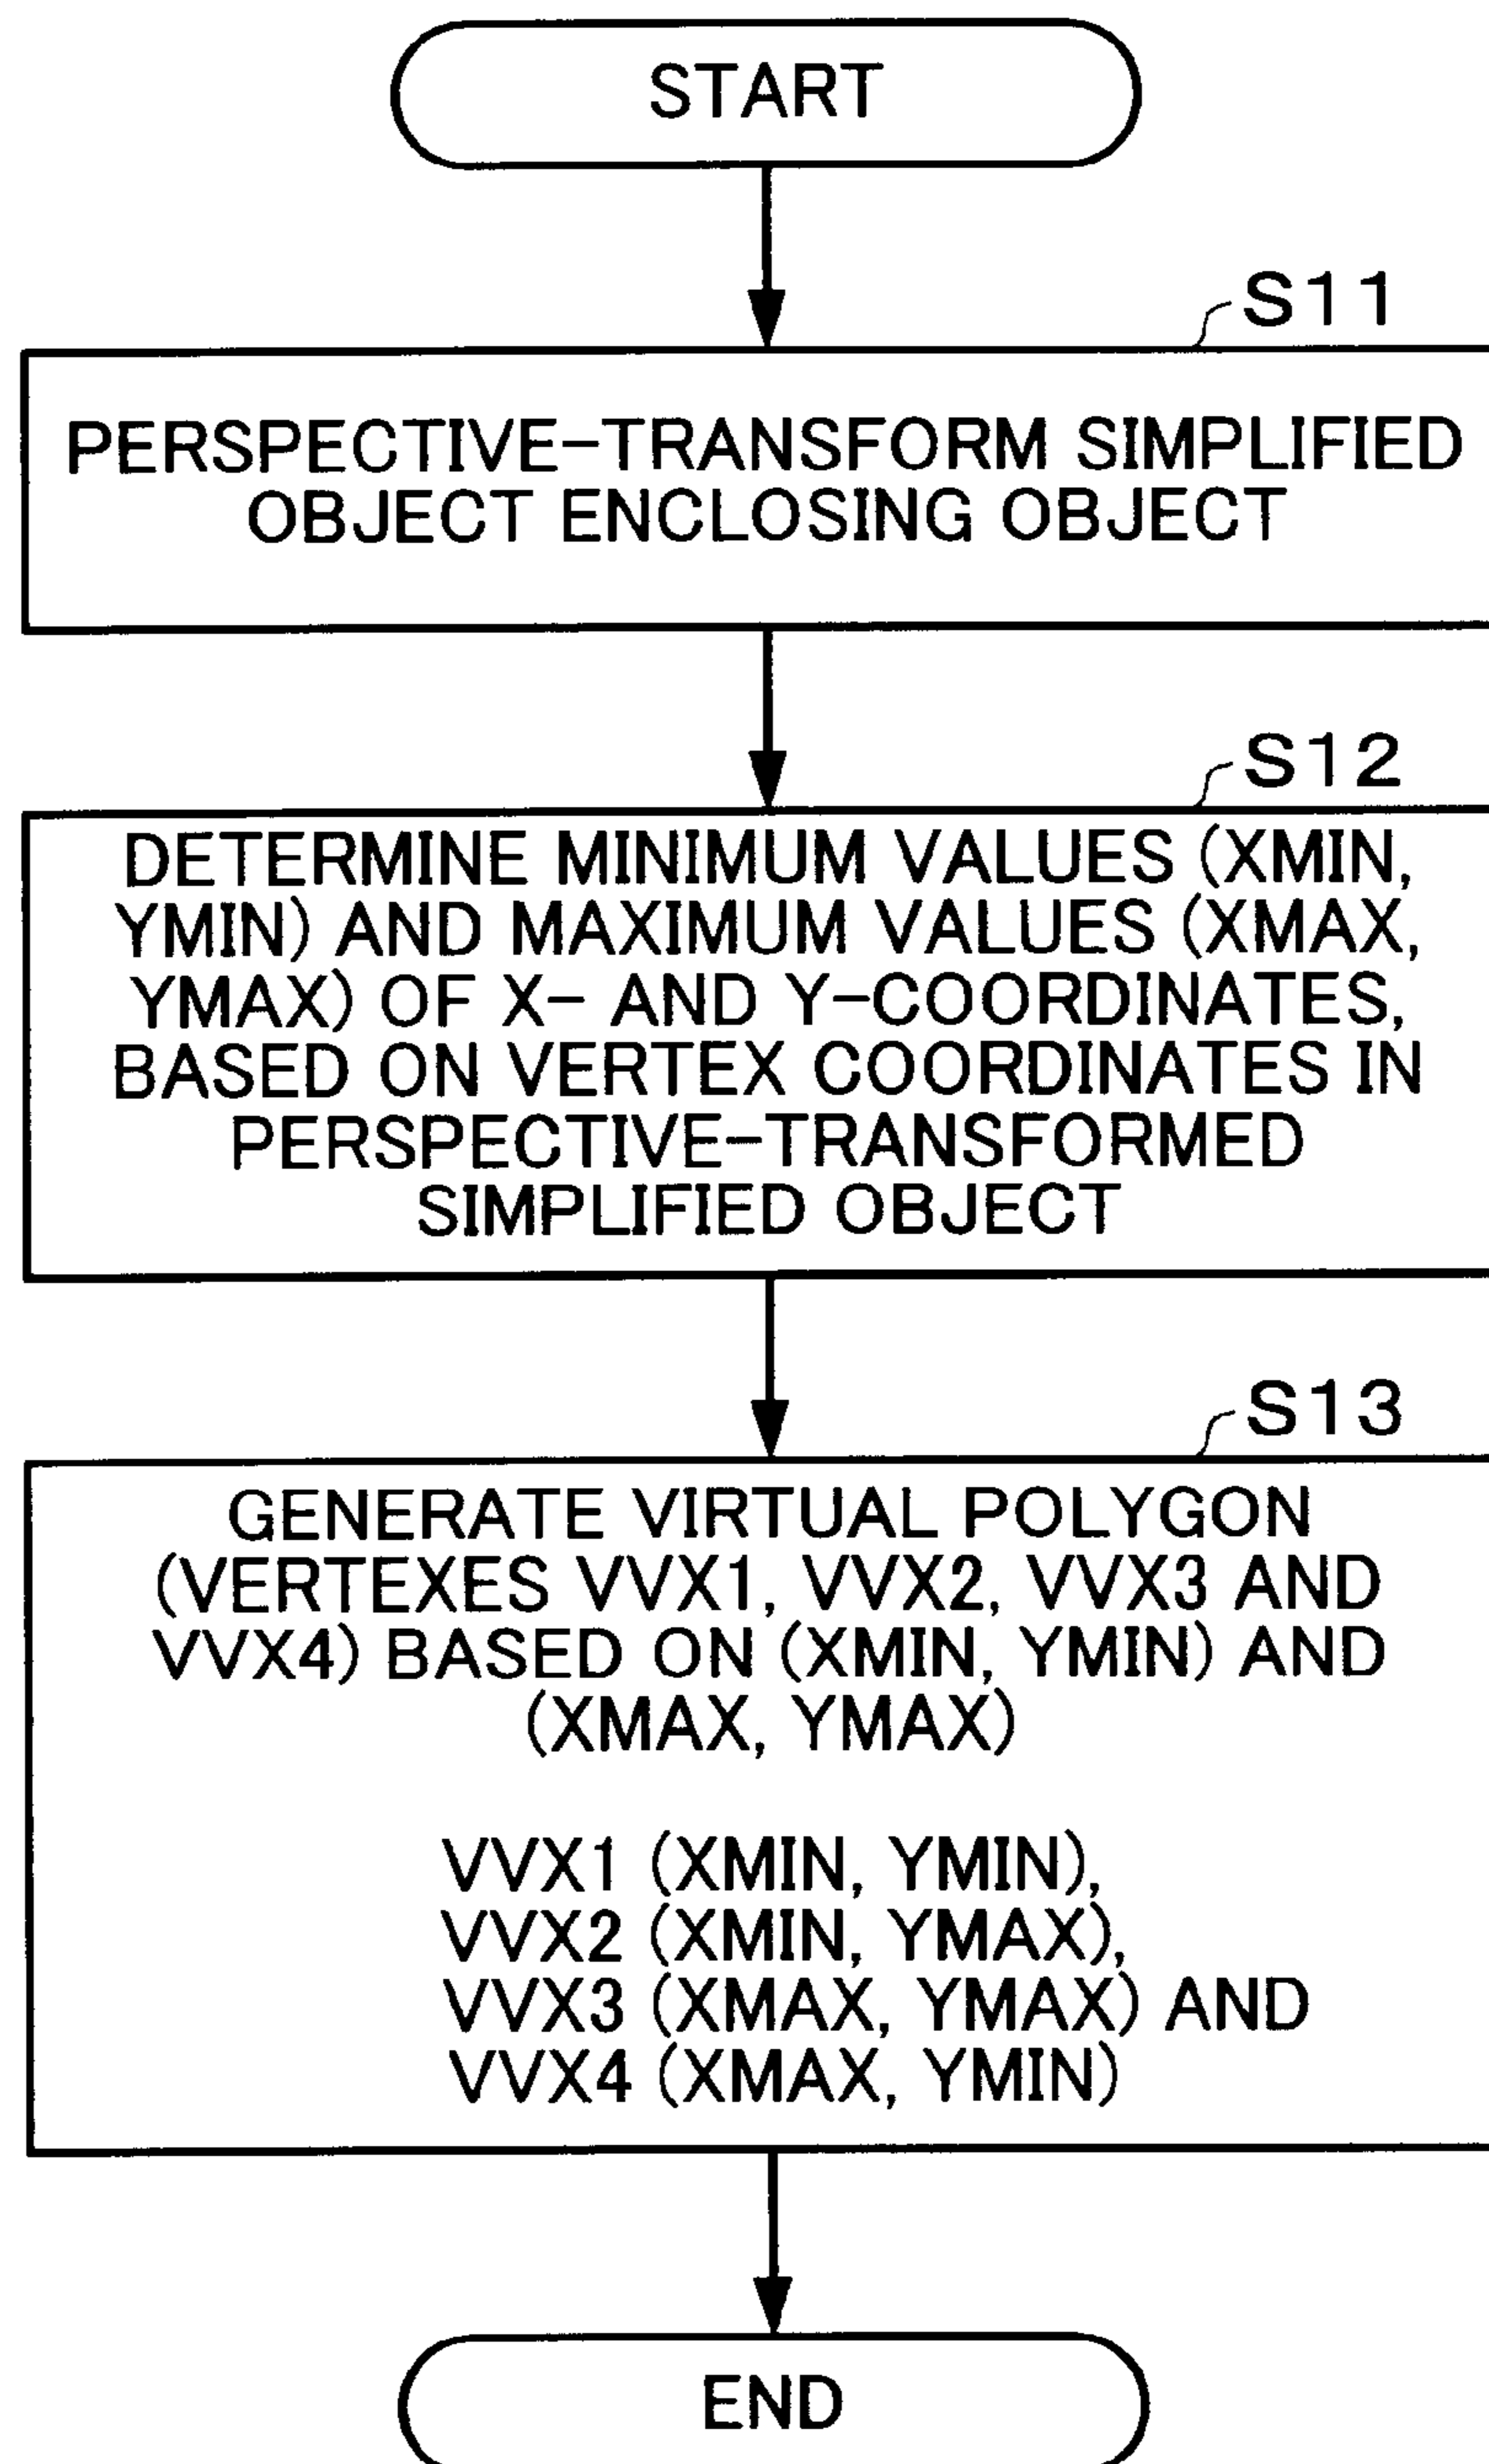 START
S11
PERSPECTIVE-TRANSFORM SIMPLIFIED
OBJECT ENCLOSING OBJECT
S12
DETERMINE MINIMUM VALUES (XMIN,
YMIN) AND MAXIMUM VALUES (XMAX,
YMAX) OF X- AND Y-COORDINATES,
BASED ON VERTEX COORDINATES IN
PERSPECTIVE-TRANSFORMED
SIMPLIFIED OBJECT
S13
GENERATE VIRTUAL POLYGON
(VERTEXES VVX1, VVX2, VVX3 AND
VVX4) BASED ON (XMIN, YMIN) AND
(XMAX, YMAX)
VVX1 (XMIN, YMIN),
VVX2 (XMIN, YMAX),
VVX3 (XMAX, YMAX) AND
VVX4 (XMAX, YMIN)
END